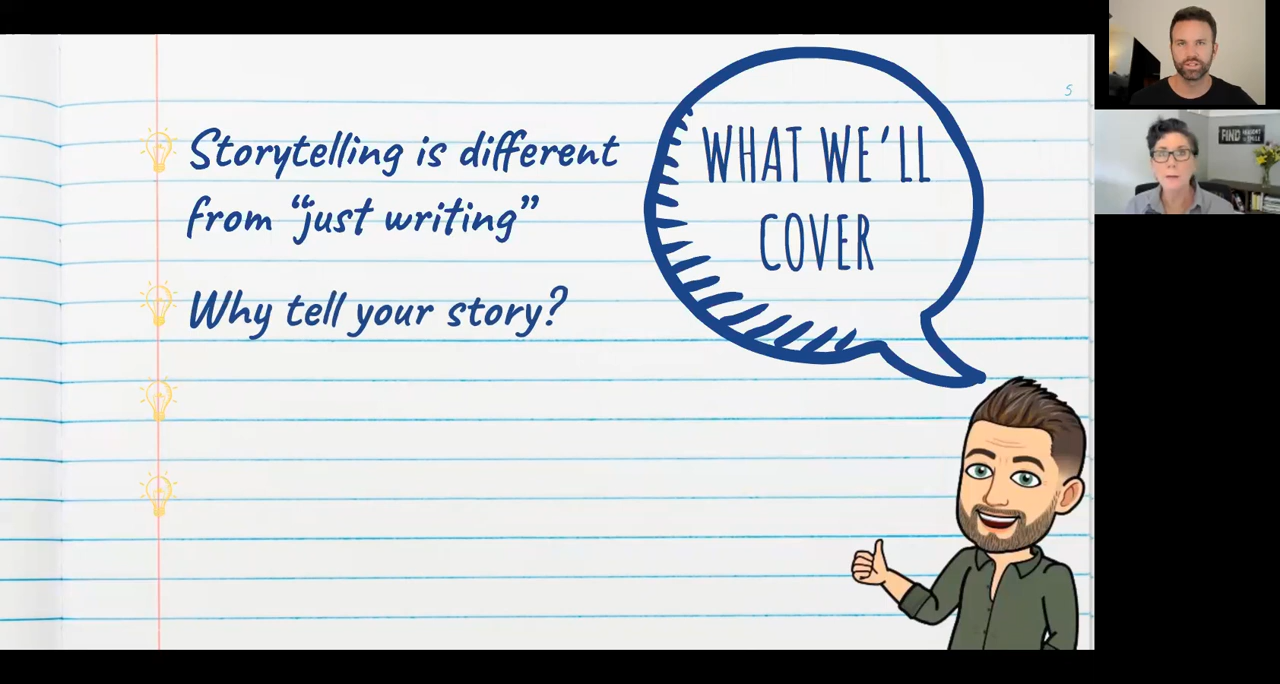 5
Storytelling is different
from “just writing”
Why tell your story?
WHAT WE’LL
COVER
FIND